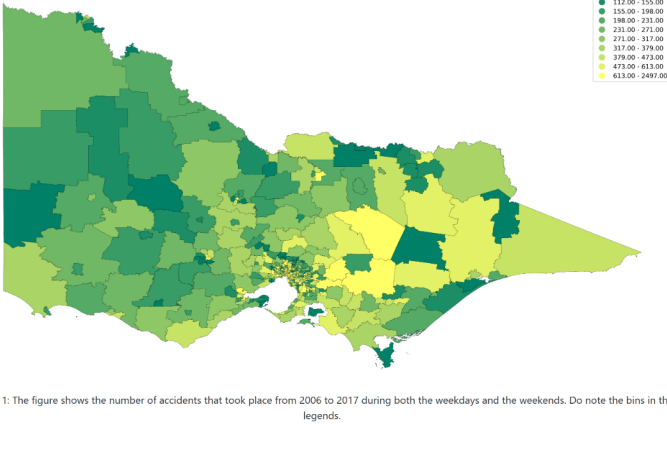 112.00 - 155.00
155.00 - 198.00
198.00 - 231.00
231.00 - 271.00
271.00 - 317.00
317.00 - 379.00
379.00 - 473.00
473.00 - 613.00
613.00 - 2497.00
1: The figure shows the number of accidents that took place from 2006 to 2017 during both the weekdays and the weekends. Do note the bins in th
legends.